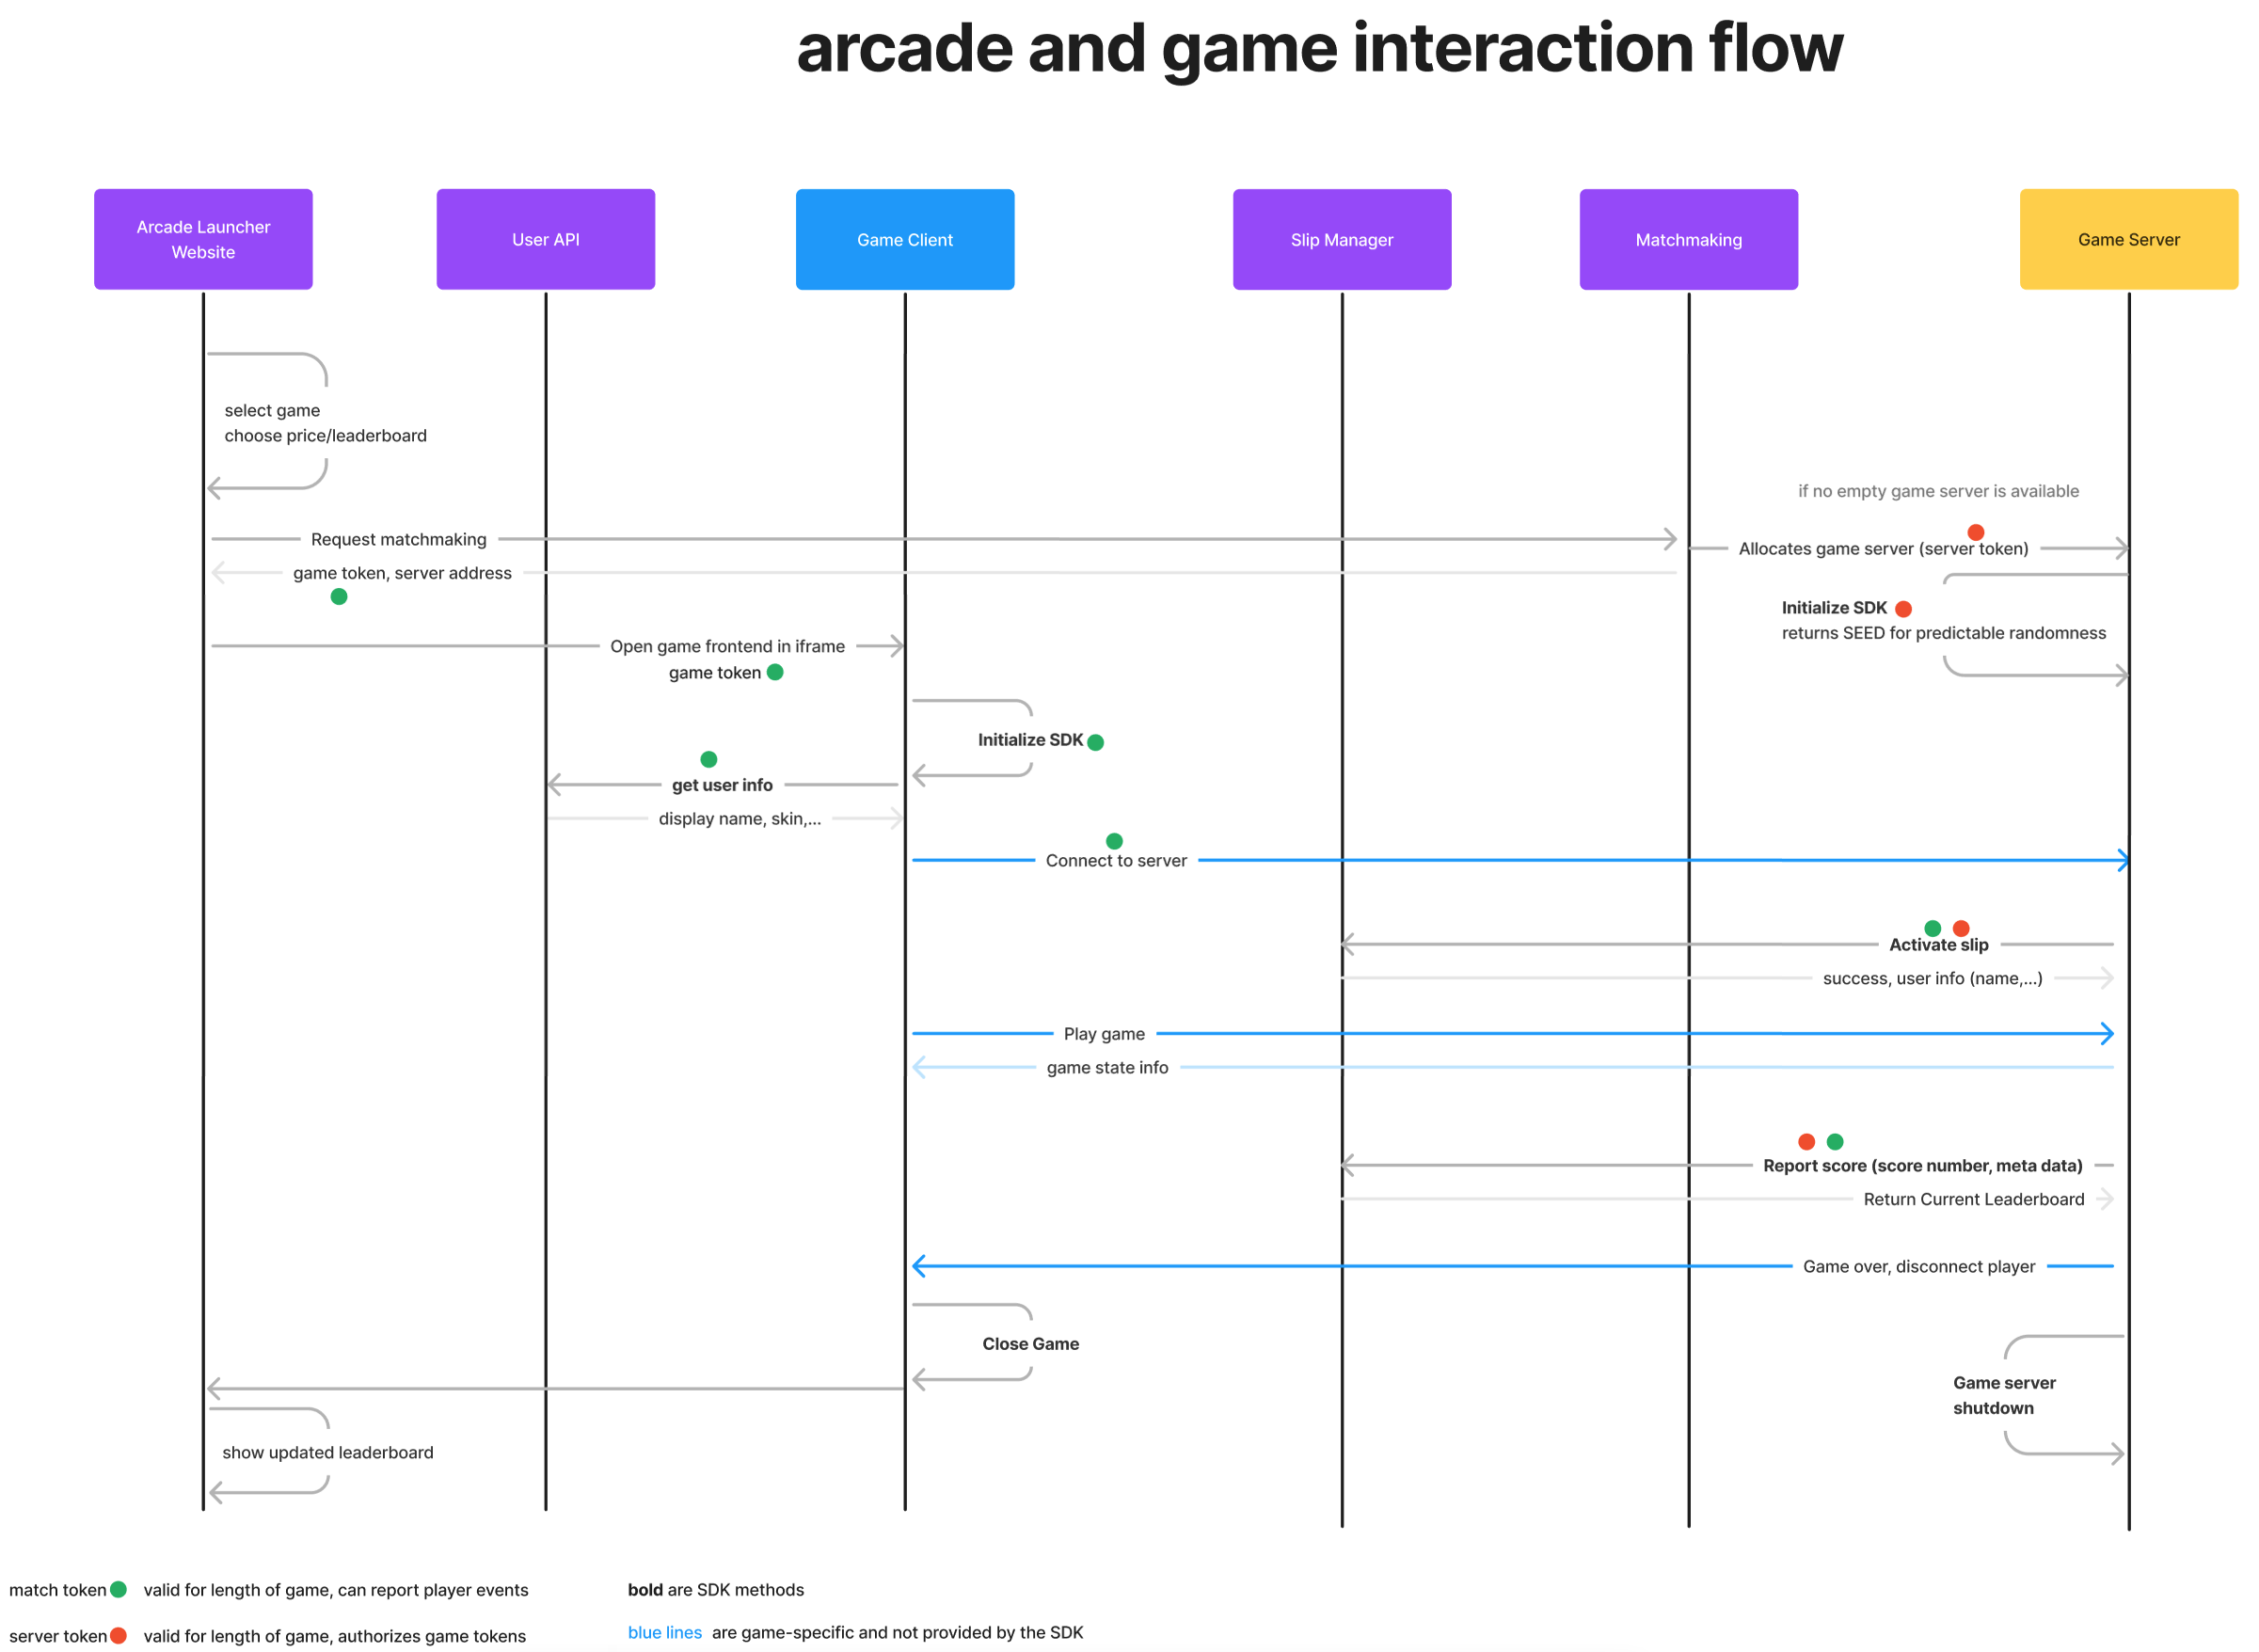 arcade and game interaction flow
Arcade Launcher
Website
User API
Game Client
Slip Manager
Matchmaking
Game Server
select game
choose price/leaderboard
if no empty game server is available
Request matchmaking
Allocates game server (server token)
game token, server address
Initialize SDK
returns SEED for predictable randomness
Open game frontend in iframe
game token
Initialize SDK
get user info
display name, skin,...
Connect to server
Activate slip
success, user info (name,...)
Play game
game state info
Report score (score number, meta data)
Return Current Leaderboard
Game over, disconnect player
Close Game
Game server
shutdown
show updated leaderboard
match token valid for length of game, can report player events
bold are SDK methods
server token valid for length of game, authorizes game tokens
blue lines are game-specific and not provided by the SDK